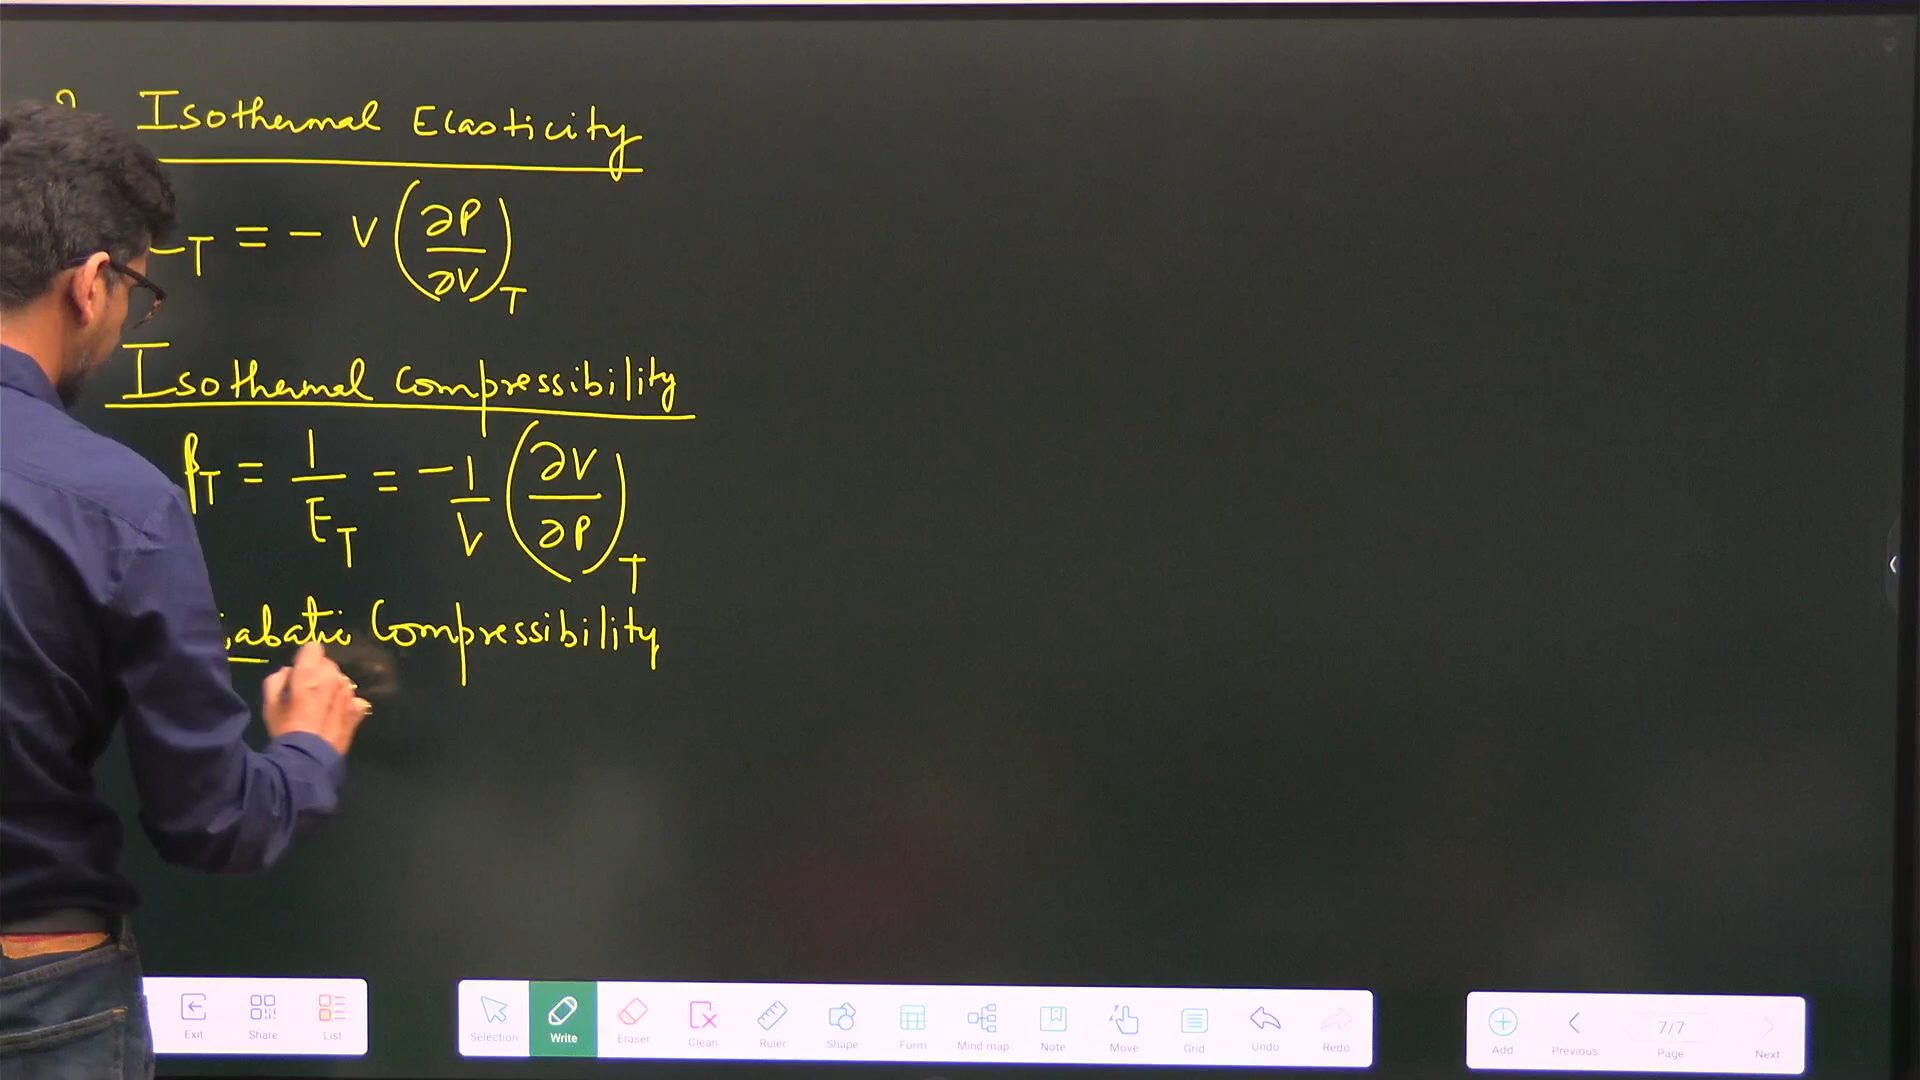 Isothermal Elasticity
T = - V (∂P/∂V)T
Isothermal Compressibility
βT = 1/ET = -1/V (∂V/∂P)T
iabatic Compressibility
Exit
Share
List
Selection
Write
Eraser
Clean
Ruler
Shape
Form
Mind map
Note
Move
Grid
Undo
Redo
Add
Previous
7/7
Page
Next